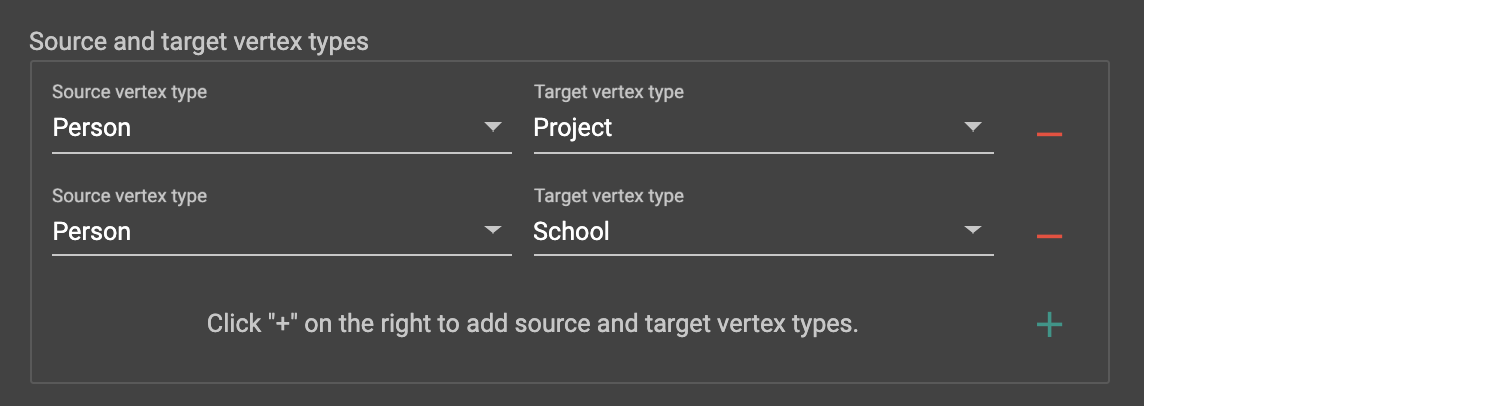 Source and target vertex types
Source vertex type Target vertex type
Person Project
Source vertex type Target vertex type
Person School
Click "+" on the right to add source and target vertex types.